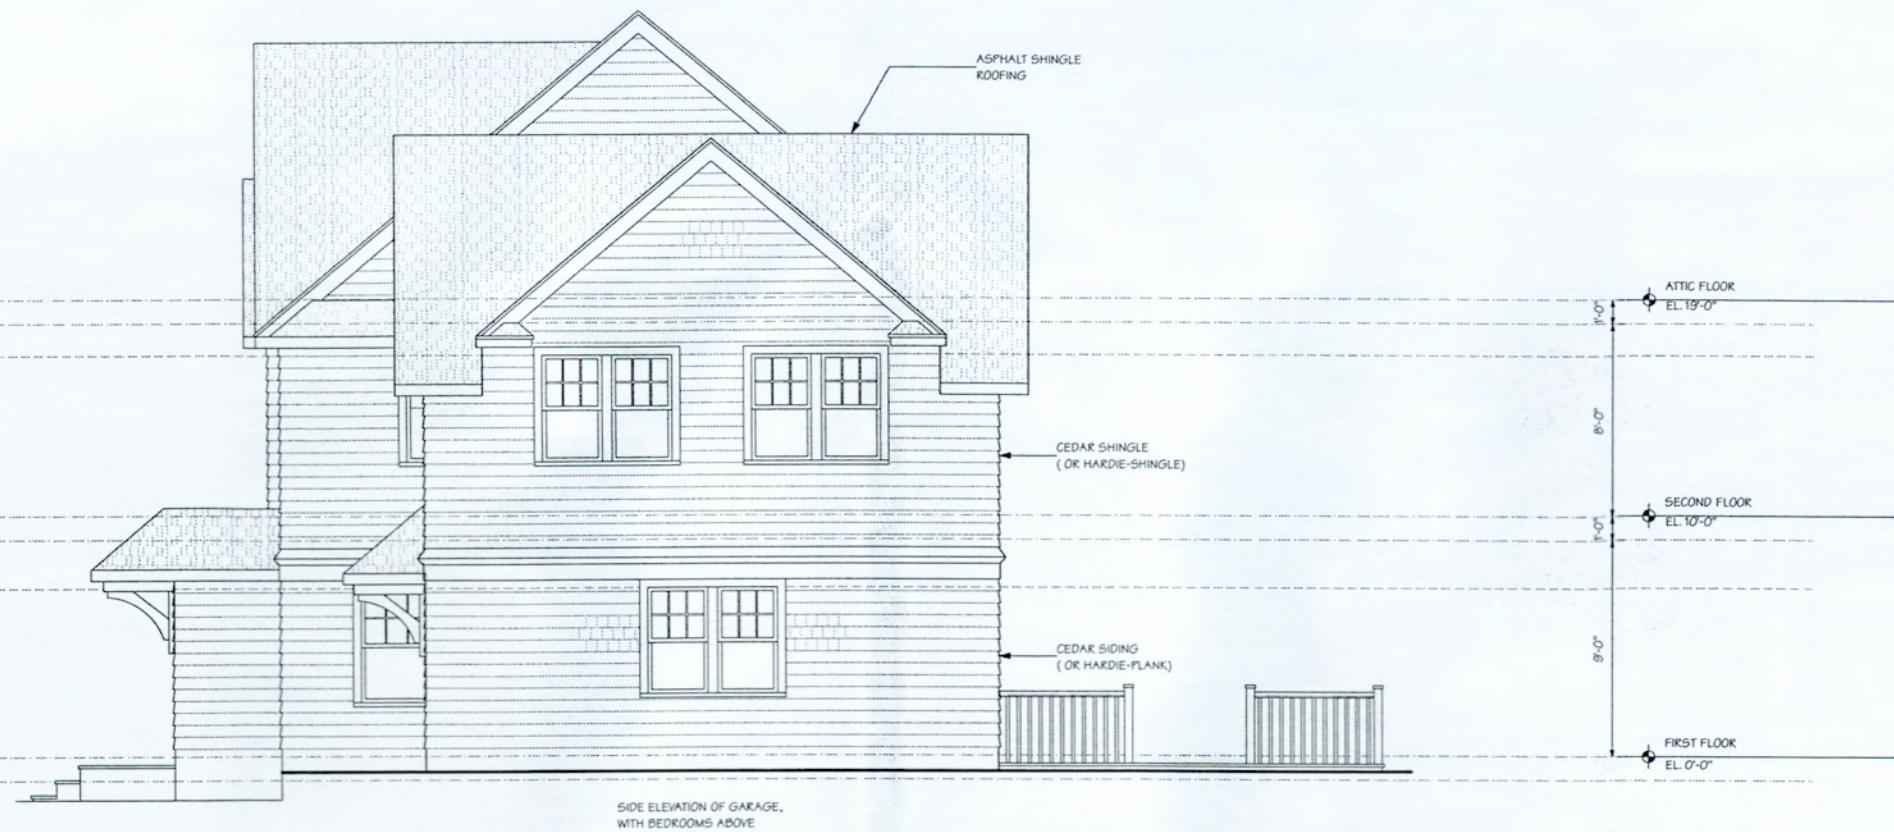 ASPHALT SHINGLE
ROOFING
ATTIC FLOOR
EL. 19'-0"
1'-0"
8'-0"
CEDAR SHINGLE
( OR HARDIE-SHINGLE)
SECOND FLOOR
EL. 10'-0"
1'-0"
9'-0"
CEDAR SIDING
( OR HARDIE-PLANK)
FIRST FLOOR
EL. 0'-0"
SIDE ELEVATION OF GARAGE,
WITH BEDROOMS ABOVE